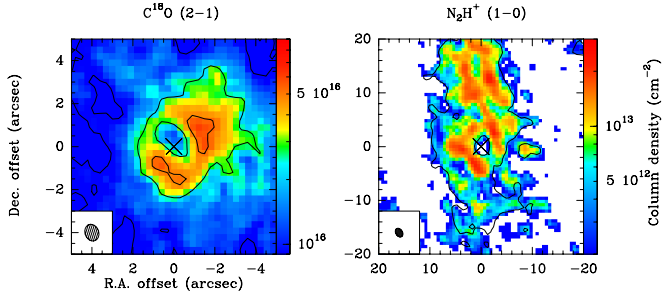 C¹⁸O (2−1)
N₂H⁺ (1−0)
Dec. offset (arcsec)
4
2
0
−2
−4
4 2 0 −2 −4
R.A. offset (arcsec)
5 10¹⁶
10¹⁶
20
10
0
−10
−20
20 10 0 −10 −20
10¹³
5 10¹²
Column density (cm⁻²)